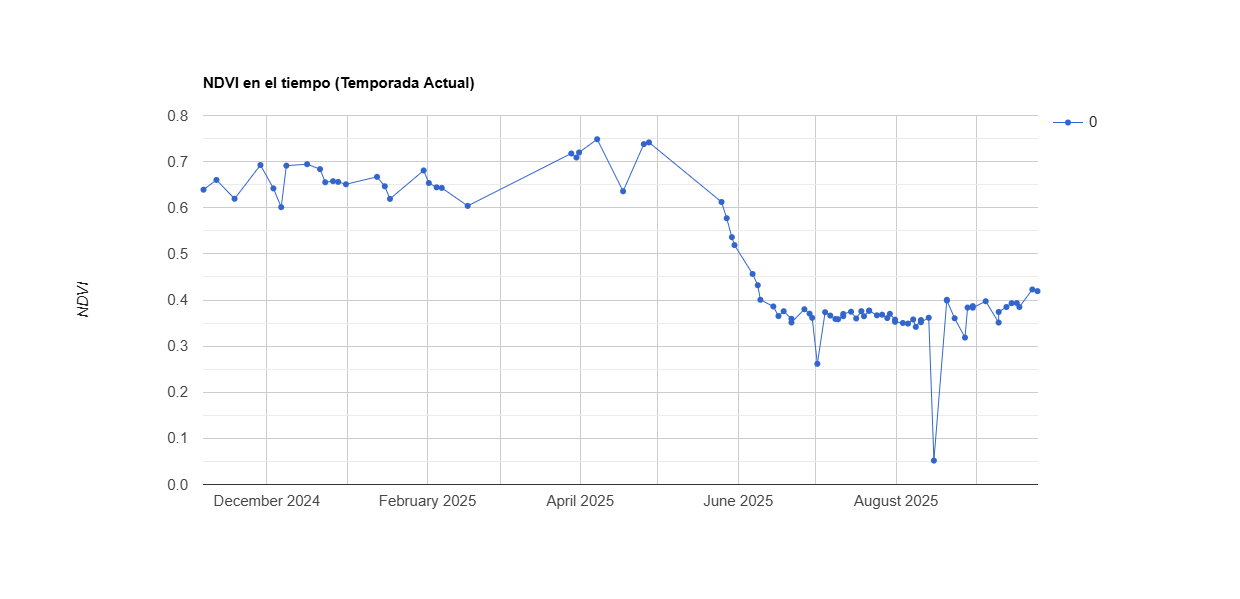 NDVI en el tiempo (Temporada Actual)
0.8
0.7
0.6
0.5
0.4
0.3
0.2
0.1
0.0
NDVI
December 2024
February 2025
April 2025
June 2025
August 2025
0